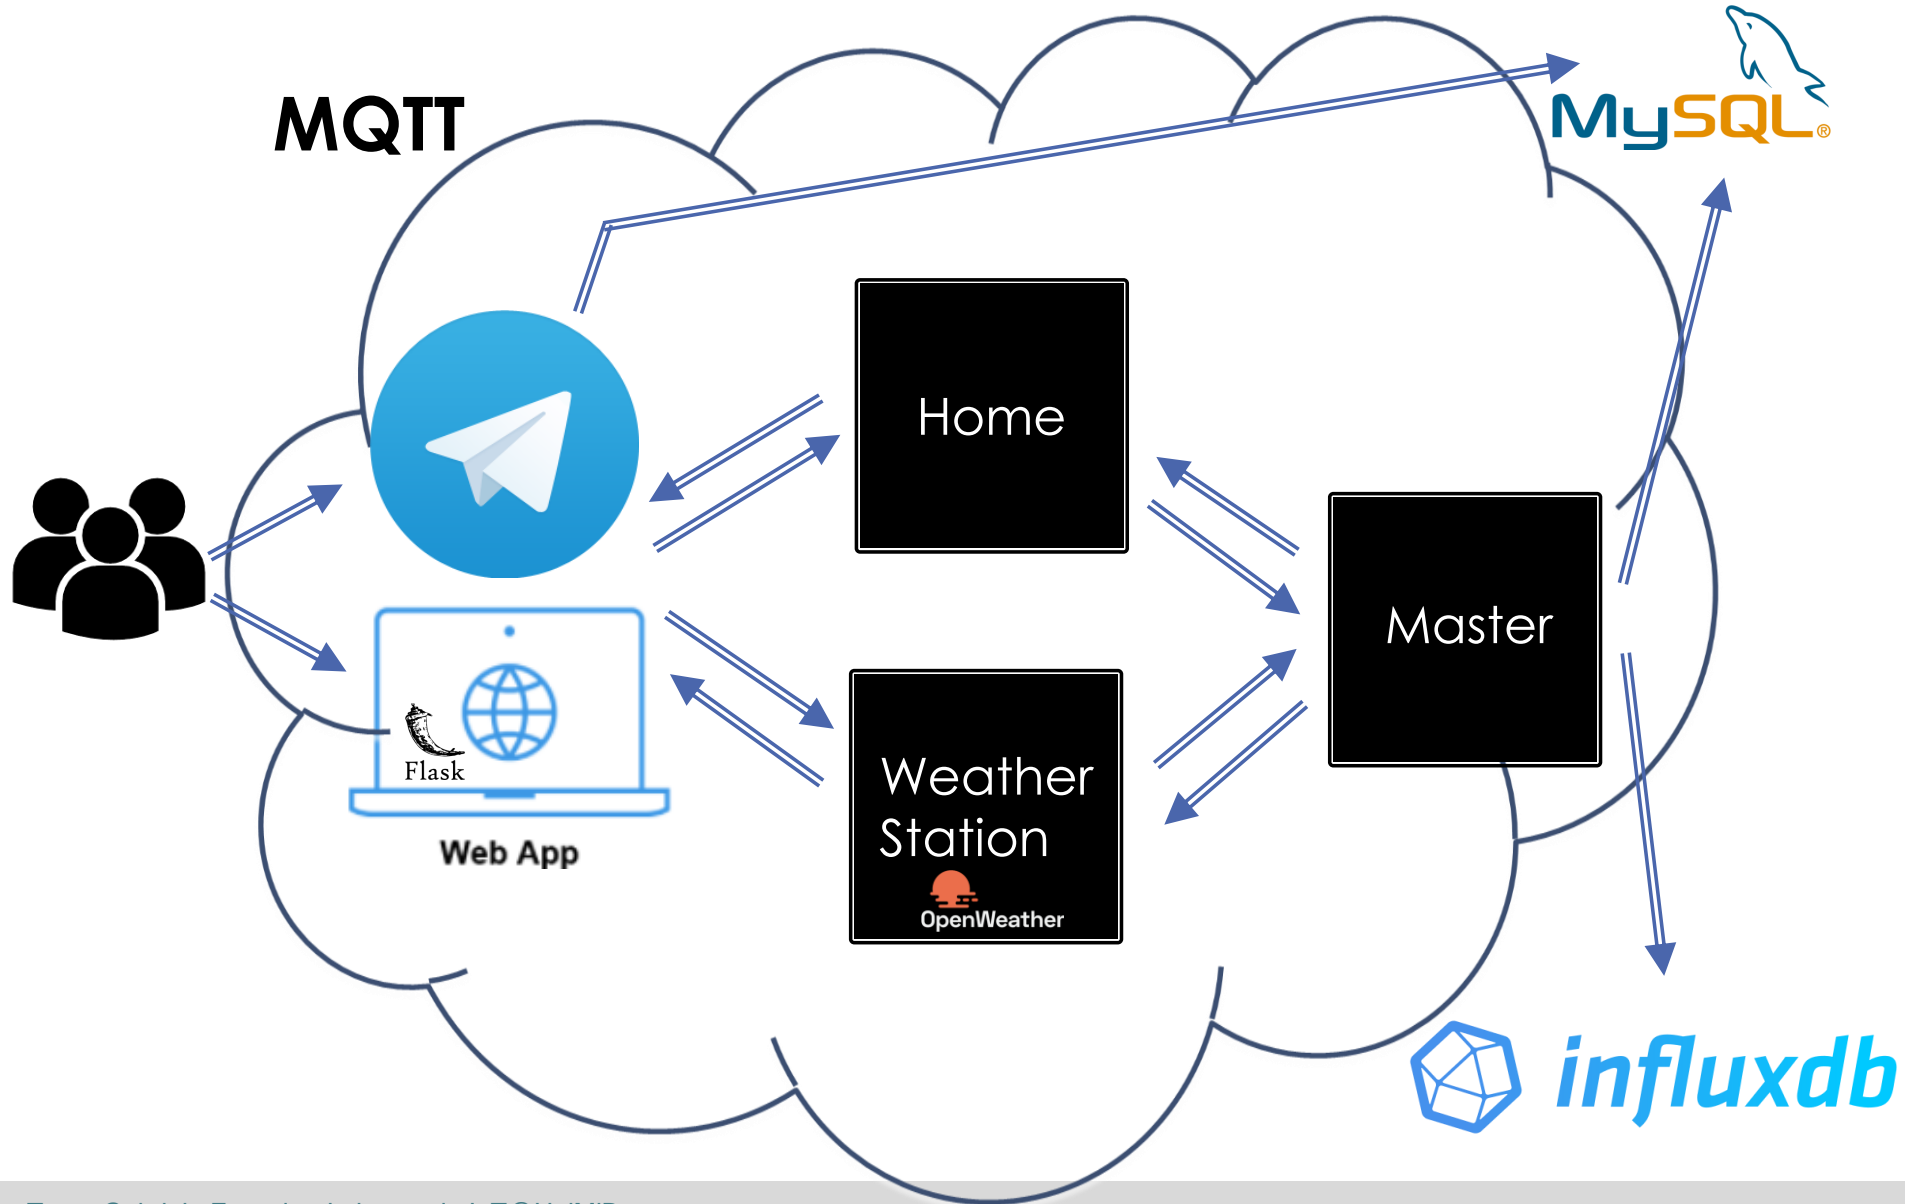 MQTT
MySQL®
Home
Master
Flask
Web App
Weather
Station
OpenWeather
influxdb